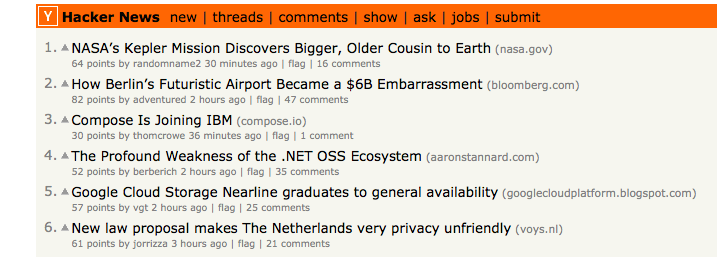 Y Hacker News new | threads | comments | show | ask | jobs | submit
1. NASA’s Kepler Mission Discovers Bigger, Older Cousin to Earth (nasa.gov)
64 points by randomname2 30 minutes ago | flag | 16 comments
2. How Berlin’s Futuristic Airport Became a $6B Embarrassment (bloomberg.com)
82 points by adventured 2 hours ago | flag | 47 comments
3. Compose Is Joining IBM (compose.io)
30 points by thomcrowe 36 minutes ago | flag | 1 comment
4. The Profound Weakness of the .NET OSS Ecosystem (aaronstannard.com)
52 points by berberich 2 hours ago | flag | 35 comments
5. Google Cloud Storage Nearline graduates to general availability (googlecloudplatform.blogspot.com)
57 points by vgt 2 hours ago | flag | 25 comments
6. New law proposal makes The Netherlands very privacy unfriendly (voys.nl)
61 points by jorrizza 3 hours ago | flag | 21 comments